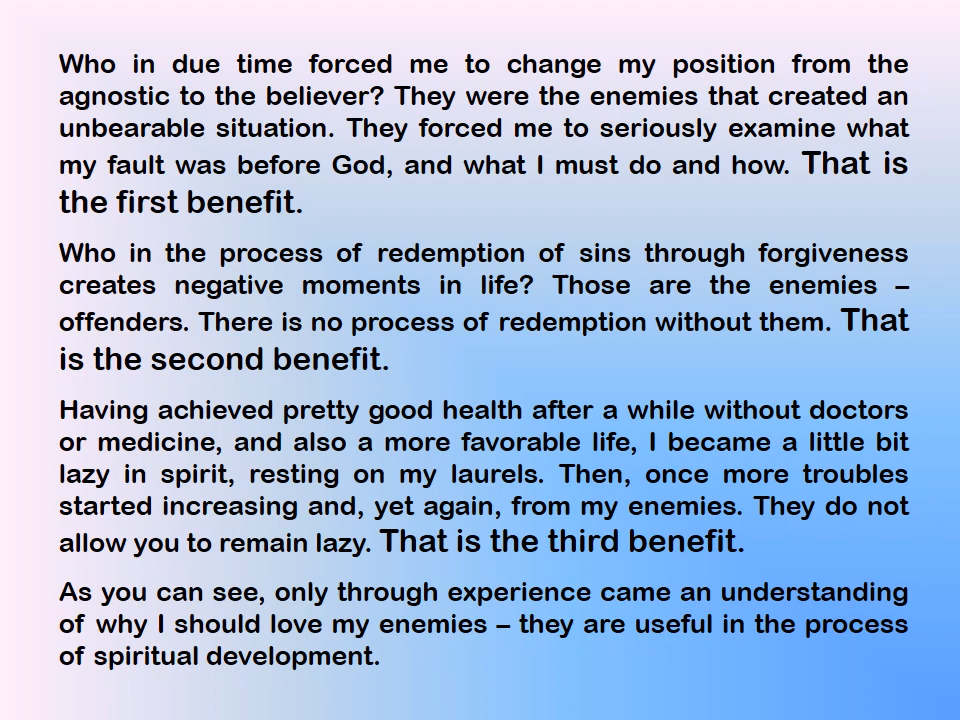 Who in due time forced me to change my position from the
agnostic to the believer? They were the enemies that created an
unbearable situation. They forced me to seriously examine what
my fault was before God, and what I must do and how. That is
the first benefit.
Who in the process of redemption of sins through forgiveness
creates negative moments in life? Those are the enemies –
offenders. There is no process of redemption without them. That
is the second benefit.
Having achieved pretty good health after a while without doctors
or medicine, and also a more favorable life, I became a little bit
lazy in spirit, resting on my laurels. Then, once more troubles
started increasing and, yet again, from my enemies. They do not
allow you to remain lazy. That is the third benefit.
As you can see, only through experience came an understanding
of why I should love my enemies – they are useful in the process
of spiritual development.